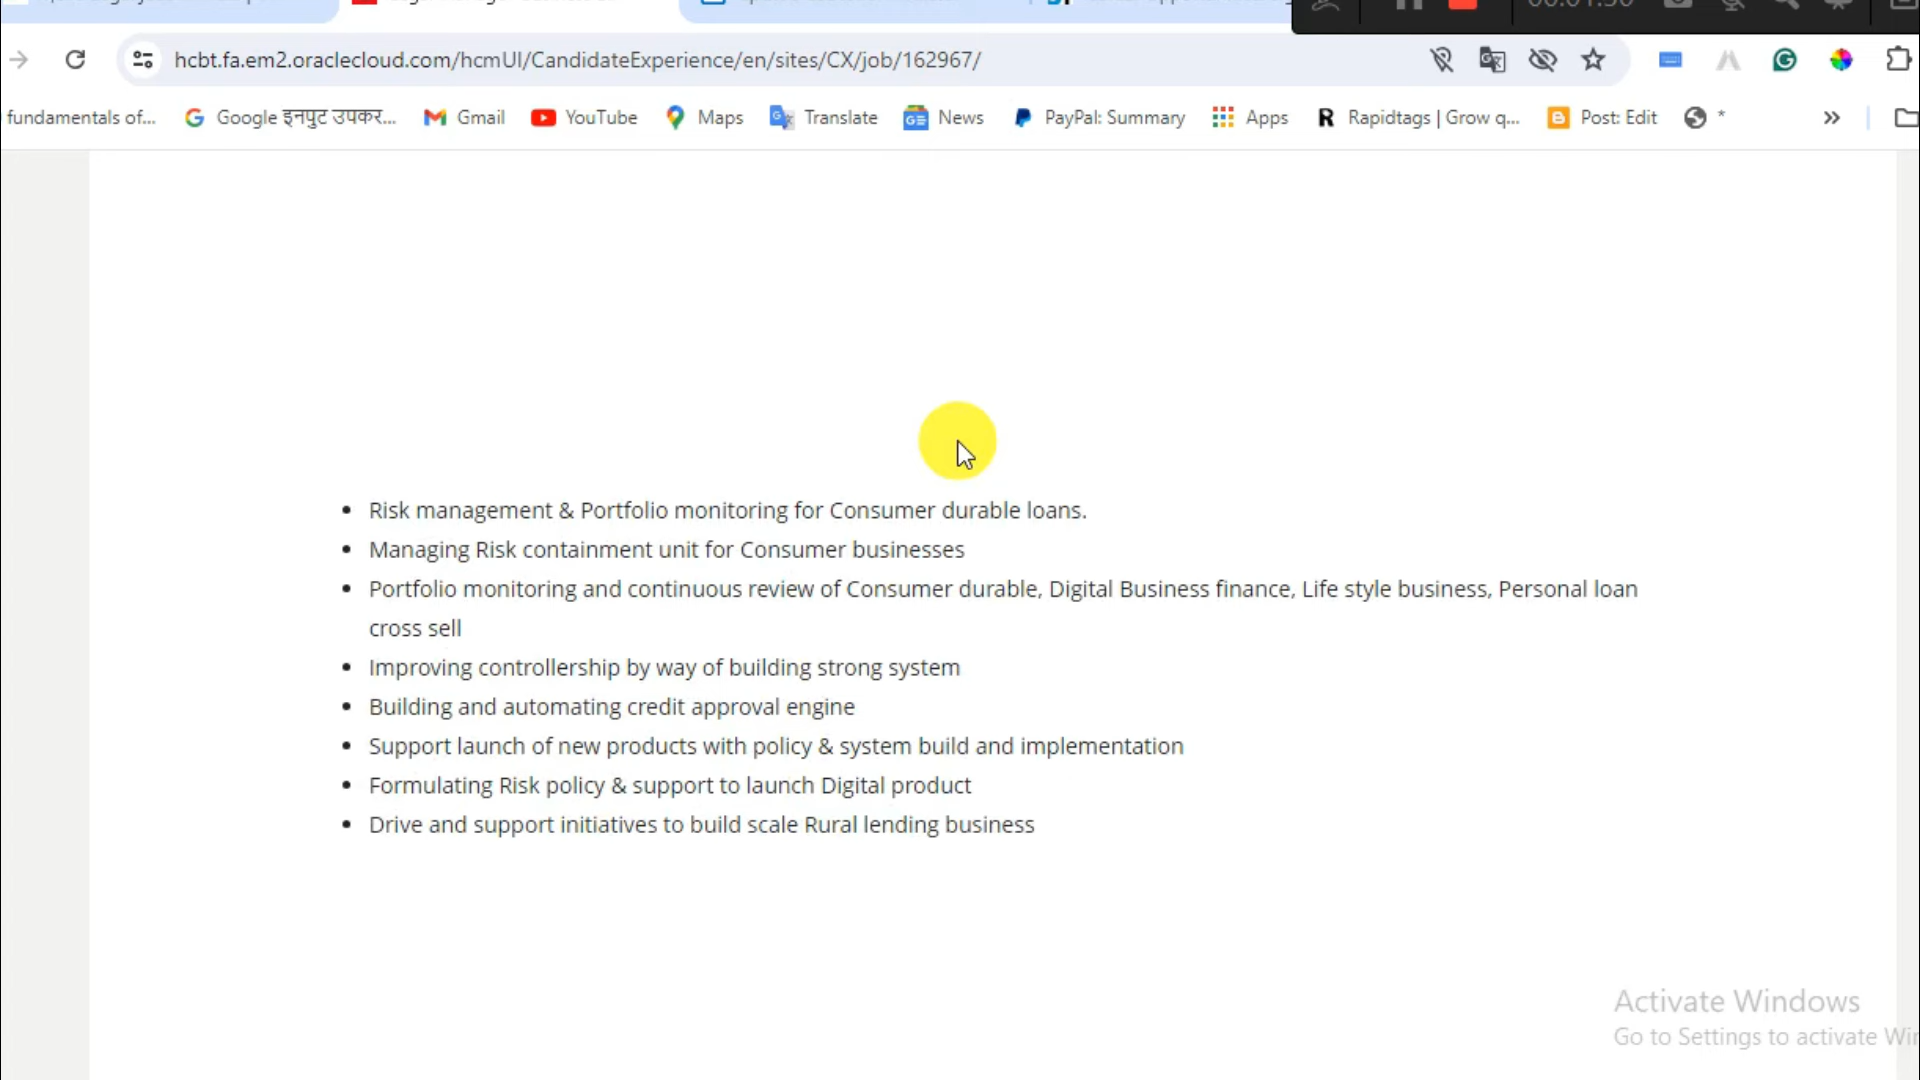 hcbt.fa.em2.oraclecloud.com/hcmUI/CandidateExperience/en/sites/CX/job/162967/
fundamentals of... Google इनपुट उपकर... Gmail YouTube Maps Translate News PayPal: Summary Apps Rapidtags | Grow q... Post: Edit * »
• Risk management & Portfolio monitoring for Consumer durable loans.
• Managing Risk containment unit for Consumer businesses
• Portfolio monitoring and continuous review of Consumer durable, Digital Business finance, Life style business, Personal loan
cross sell
• Improving controllership by way of building strong system
• Building and automating credit approval engine
• Support launch of new products with policy & system build and implementation
• Formulating Risk policy & support to launch Digital product
• Drive and support initiatives to build scale Rural lending business
Activate Windows
Go to Settings to activate Wi